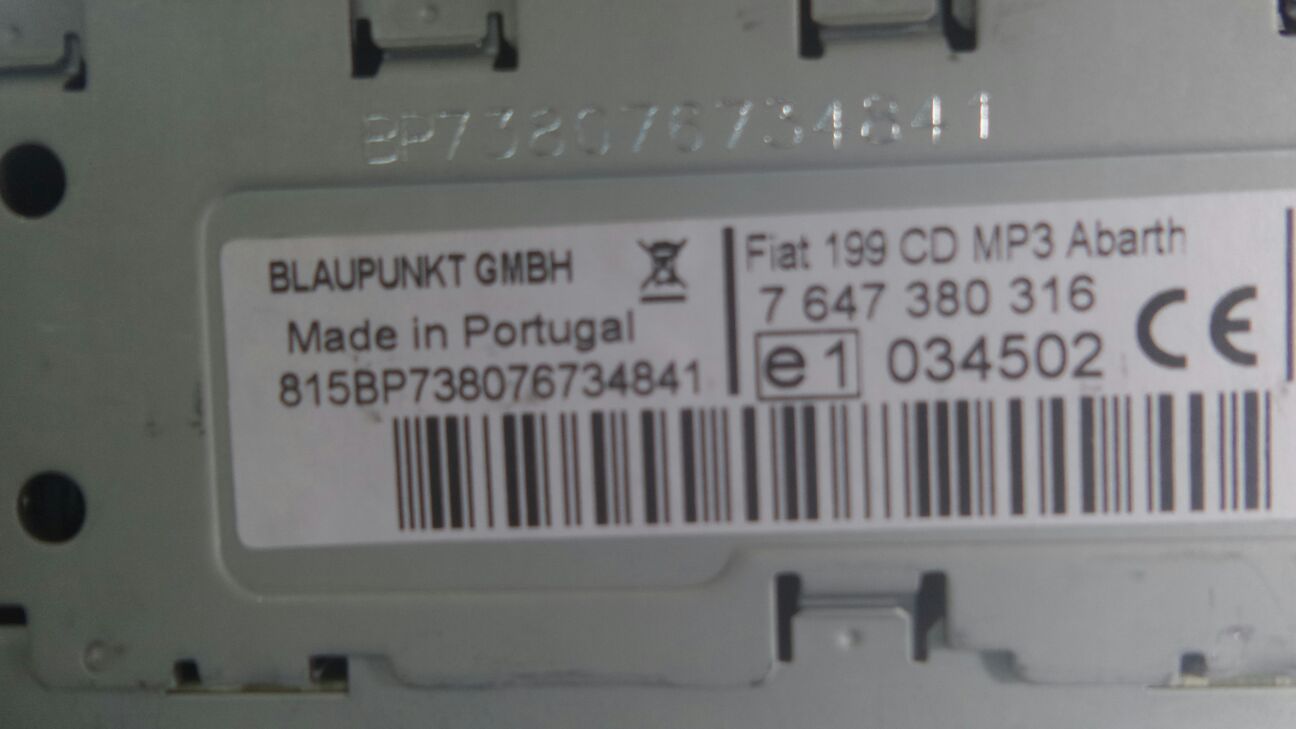 BP738076734841
BLAUPUNKT GMBH
Made in Portugal
815BP738076734841
Fiat 199 CD MP3 Abarth
7 647 380 316
e1 034502 CE